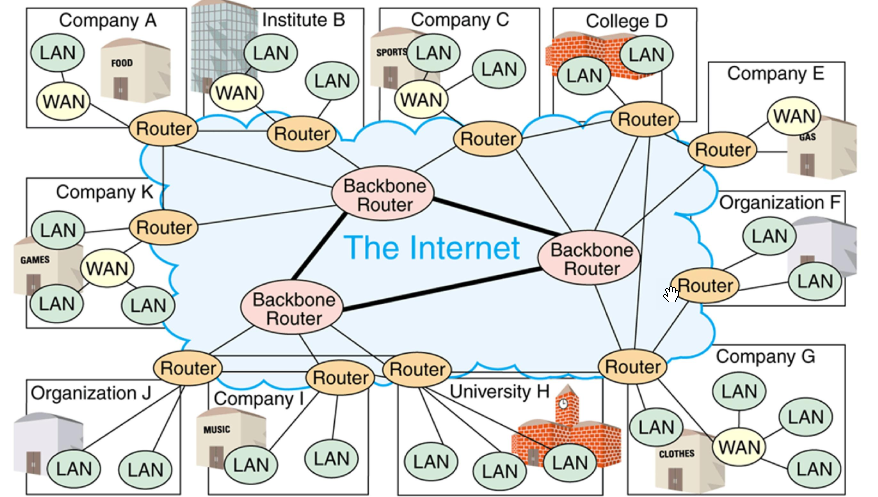 Company A
LAN
FOOD
WAN
Router
Institute B
LAN
WAN
LAN
Router
Company C
SPORTS
LAN
LAN
WAN
Router
College D
LAN
LAN
Router
Company E
WAN
GAS
Router
Company K
LAN
GAMES
WAN
LAN
LAN
Router
Backbone
Router
The Internet
Backbone
Router
Backbone
Router
Organization F
LAN
LAN
Router
Router
Organization J
LAN
LAN
Router
Company I
MUSIC
LAN
LAN
Router
University H
LAN
LAN
LAN
Router
Company G
LAN
LAN
LAN
WAN
CLOTHES
LAN